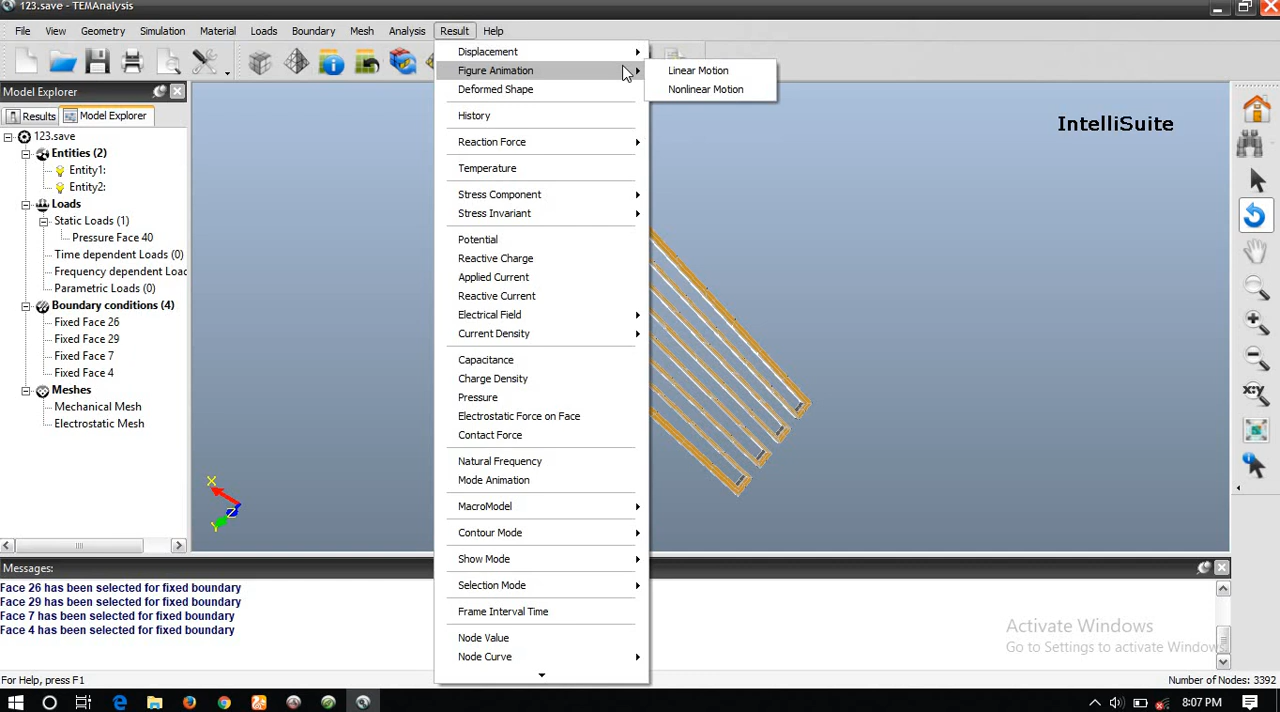 123.save - TEMAnalysis
File View Geometry Simulation Material Loads Boundary Mesh Analysis Result Help
Model Explorer
Results Model Explorer
123.save
Entities (2)
Entity1:
Entity2:
Loads
Static Loads (1)
Pressure Face 40
Time dependent Loads (0)
Frequency dependent Loac
Parametric Loads (0)
Boundary conditions (4)
Fixed Face 26
Fixed Face 29
Fixed Face 7
Fixed Face 4
Meshes
Mechanical Mesh
Electrostatic Mesh
Displacement
Figure Animation
Deformed Shape
History
Reaction Force
Temperature
Stress Component
Stress Invariant
Potential
Reactive Charge
Applied Current
Reactive Current
Electrical Field
Current Density
Capacitance
Charge Density
Pressure
Electrostatic Force on Face
Contact Force
Natural Frequency
Mode Animation
MacroModel
Contour Mode
Show Mode
Selection Mode
Frame Interval Time
Node Value
Node Curve
Linear Motion
Nonlinear Motion
IntelliSuite
X
Z
Y
X:Y
Messages:
Face 26 has been selected for fixed boundary
Face 29 has been selected for fixed boundary
Face 7 has been selected for fixed boundary
Face 4 has been selected for fixed boundary
Activate Windows
Go to Settings to activate Windows.
For Help, press F1
Number of Nodes: 3392
8:07 PM